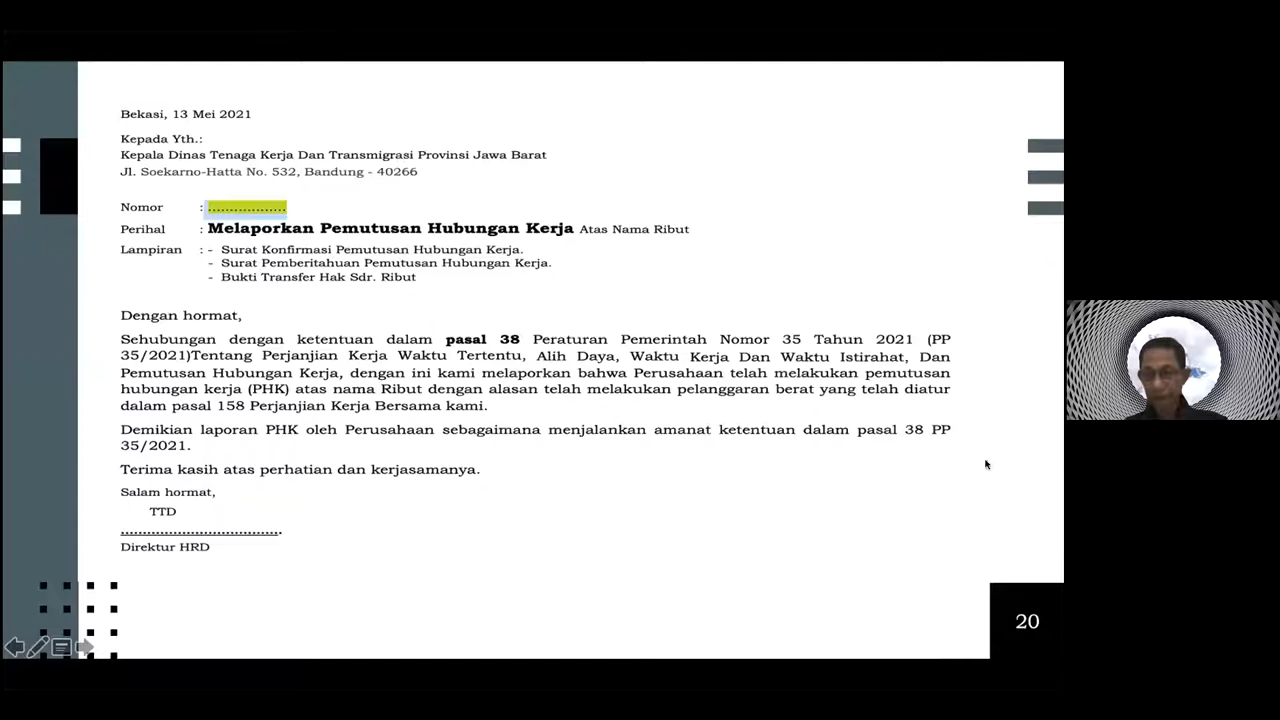 Bekasi, 13 Mei 2021
Kepada Yth.:
Kepala Dinas Tenaga Kerja Dan Transmigrasi Provinsi Jawa Barat
Jl. Soekarno-Hatta No. 532, Bandung - 40266
Nomor : ..................
Perihal : Melaporkan Pemutusan Hubungan Kerja Atas Nama Ribut
Lampiran : - Surat Konfirmasi Pemutusan Hubungan Kerja.
- Surat Pemberitahuan Pemutusan Hubungan Kerja.
- Bukti Transfer Hak Sdr. Ribut
Dengan hormat,
Sehubungan dengan ketentuan dalam pasal 38 Peraturan Pemerintah Nomor 35 Tahun 2021 (PP
35/2021)Tentang Perjanjian Kerja Waktu Tertentu, Alih Daya, Waktu Kerja Dan Waktu Istirahat, Dan
Pemutusan Hubungan Kerja, dengan ini kami melaporkan bahwa Perusahaan telah melakukan pemutusan
hubungan kerja (PHK) atas nama Ribut dengan alasan telah melakukan pelanggaran berat yang telah diatur
dalam pasal 158 Perjanjian Kerja Bersama kami.
Demikian laporan PHK oleh Perusahaan sebagaimana menjalankan amanat ketentuan dalam pasal 38 PP
35/2021.
Terima kasih atas perhatian dan kerjasamanya.
Salam hormat,
TTD
.....................................
Direktur HRD
20